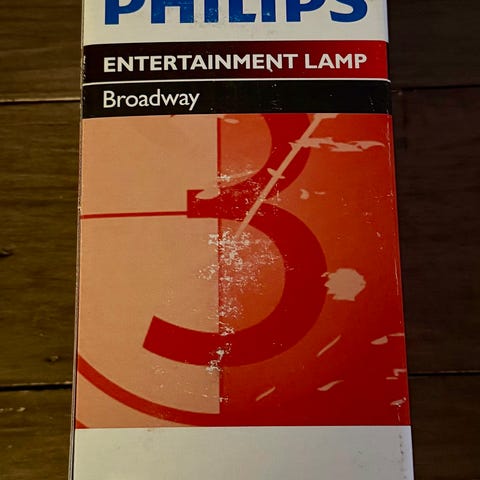 PHILIPS
ENTERTAINMENT LAMP
Broadway
3